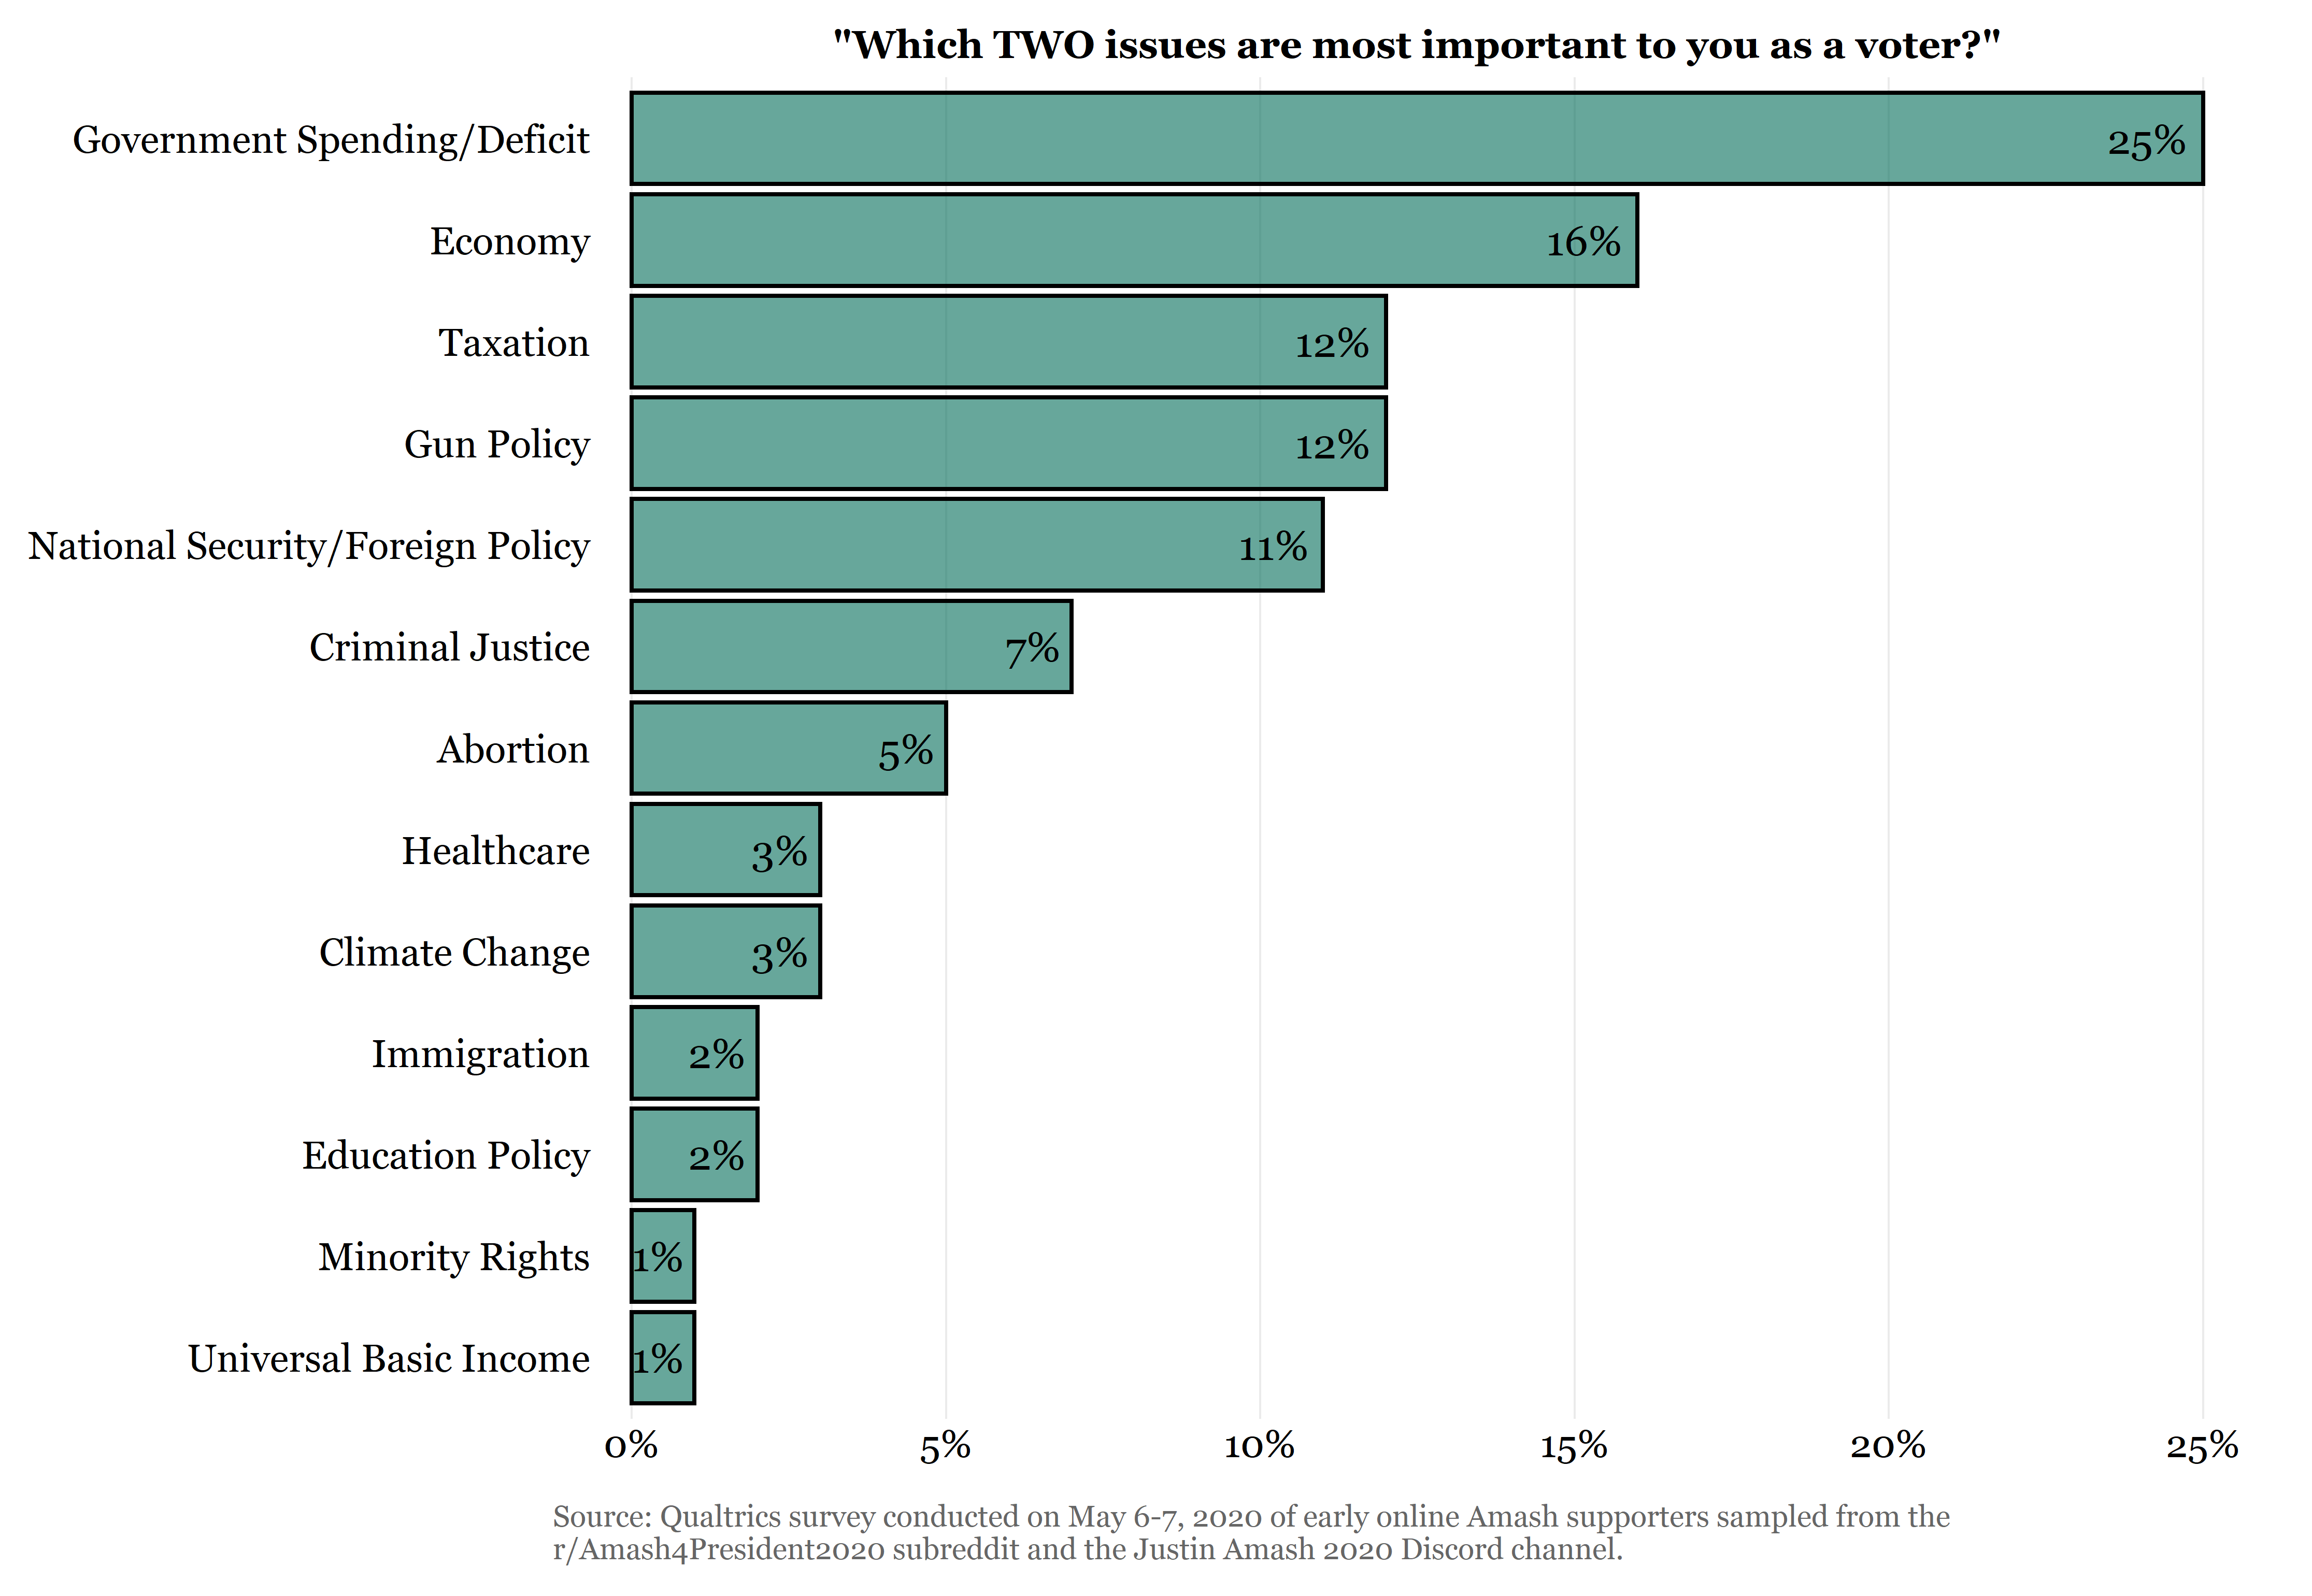 "Which TWO issues are most important to you as a voter?"
Government Spending/Deficit 25%
Economy 16%
Taxation 12%
Gun Policy 12%
National Security/Foreign Policy 11%
Criminal Justice 7%
Abortion 5%
Healthcare 3%
Climate Change 3%
Immigration 2%
Education Policy 2%
Minority Rights 1%
Universal Basic Income 1%
0% 5% 10% 15% 20% 25%
Source: Qualtrics survey conducted on May 6-7, 2020 of early online Amash supporters sampled from the
r/Amash4President2020 subreddit and the Justin Amash 2020 Discord channel.